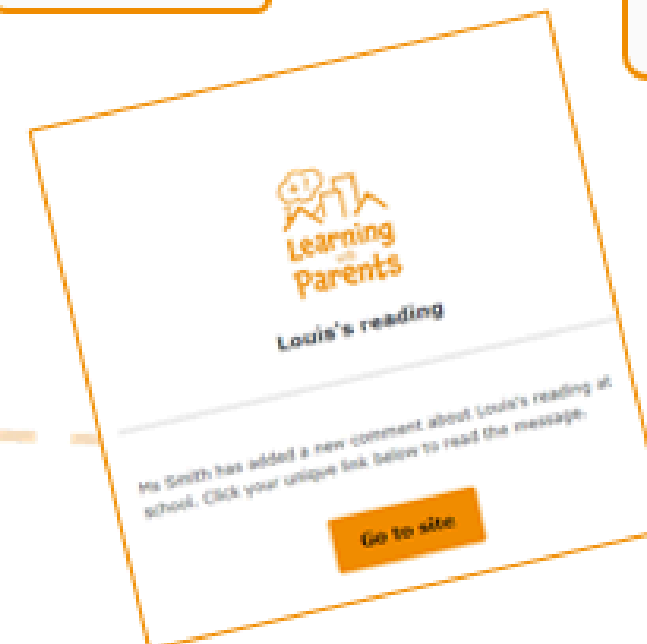 Learning
with
Parents
Louis's reading
Ms Smith has added a new comment about Louis's reading at
school. Click your unique link below to read the message.
Go to site